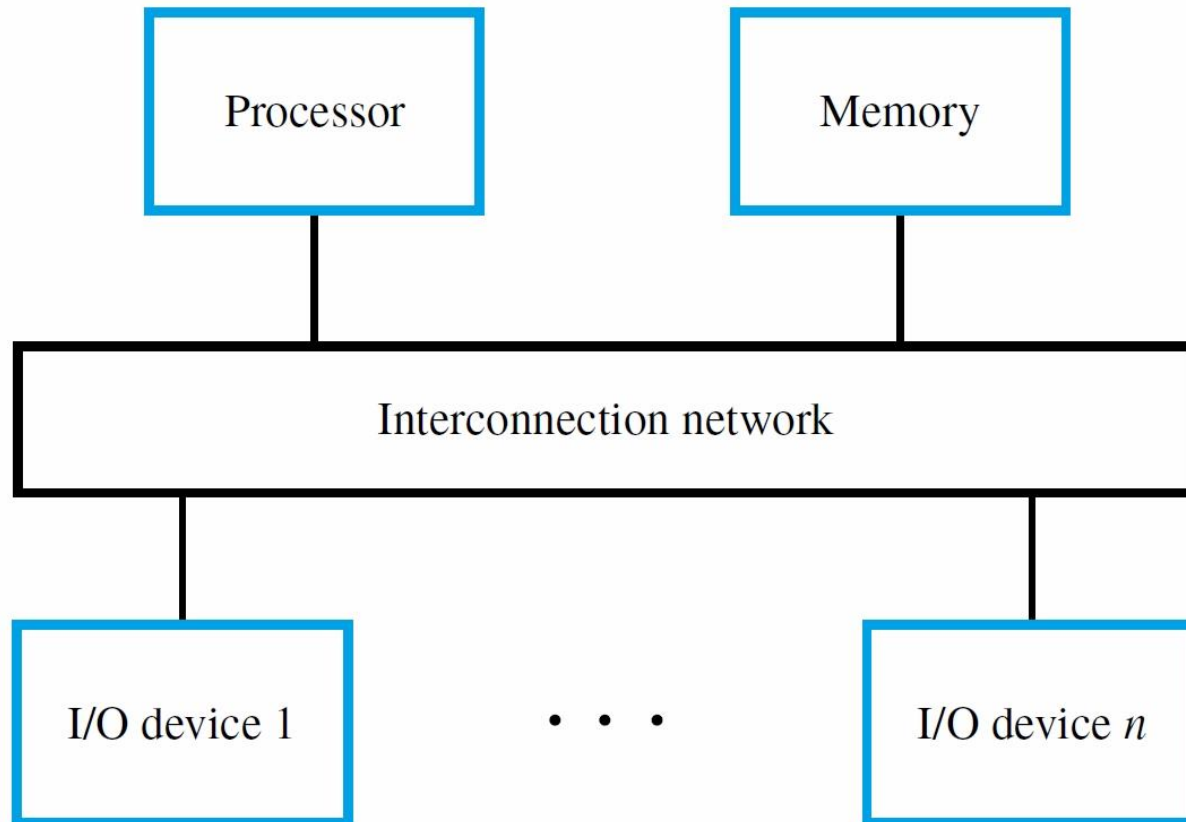 Processor
Memory
Interconnection network
I/O device 1
. . .
I/O device n